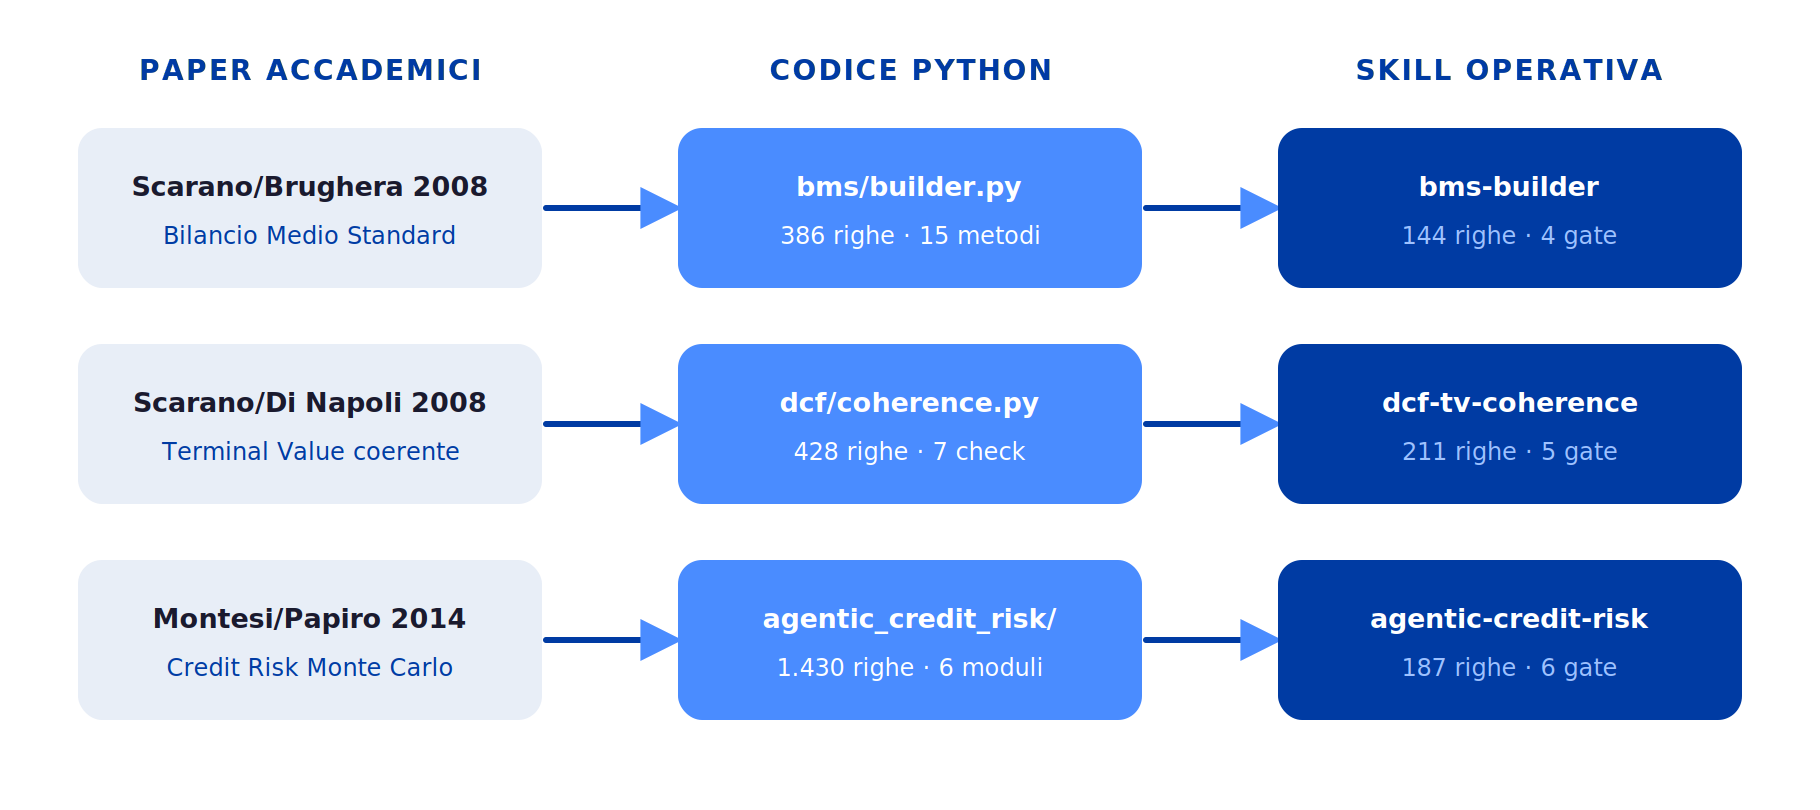 PAPER ACCADEMICI
CODICE PYTHON
SKILL OPERATIVA
Scarano/Brughera 2008
Bilancio Medio Standard
bms/builder.py
386 righe · 15 metodi
bms-builder
144 righe · 4 gate
Scarano/Di Napoli 2008
Terminal Value coerente
dcf/coherence.py
428 righe · 7 check
dcf-tv-coherence
211 righe · 5 gate
Montesi/Papiro 2014
Credit Risk Monte Carlo
agentic_credit_risk/
1.430 righe · 6 moduli
agentic-credit-risk
187 righe · 6 gate